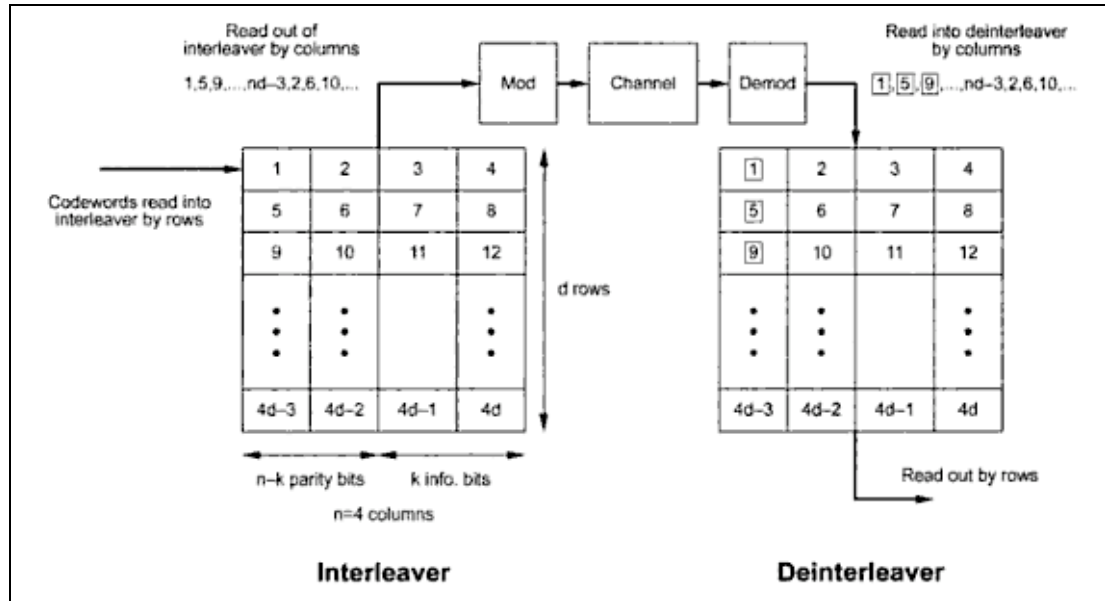 Read out of
interleaver by columns
1,5,9,...,nd–3,2,6,10,...
Mod
Channel
Demod
Read into deinterleaver
by columns
1,5,9,...,nd–3,2,6,10,...
Codewords read into
interleaver by rows
1 2 3 4
5 6 7 8
9 10 11 12
4d–3 4d–2 4d–1 4d
d rows
n–k parity bits
k info. bits
n=4 columns
Interleaver
1 2 3 4
5 6 7 8
9 10 11 12
4d–3 4d–2 4d–1 4d
Read out by rows
Deinterleaver